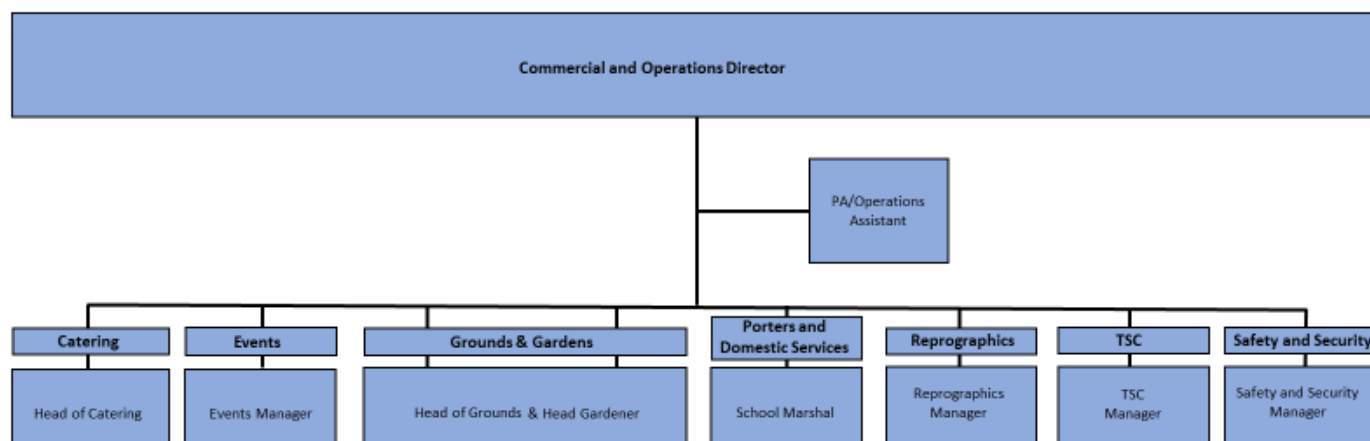 Commercial and Operations Director
PA/Operations
Assistant
Catering
Events
Grounds & Gardens
Porters and
Domestic Services
Reprographics
TSC
Safety and Security
Head of Catering
Events Manager
Head of Grounds & Head Gardener
School Marshal
Reprographics
Manager
TSC
Manager
Safety and Security
Manager